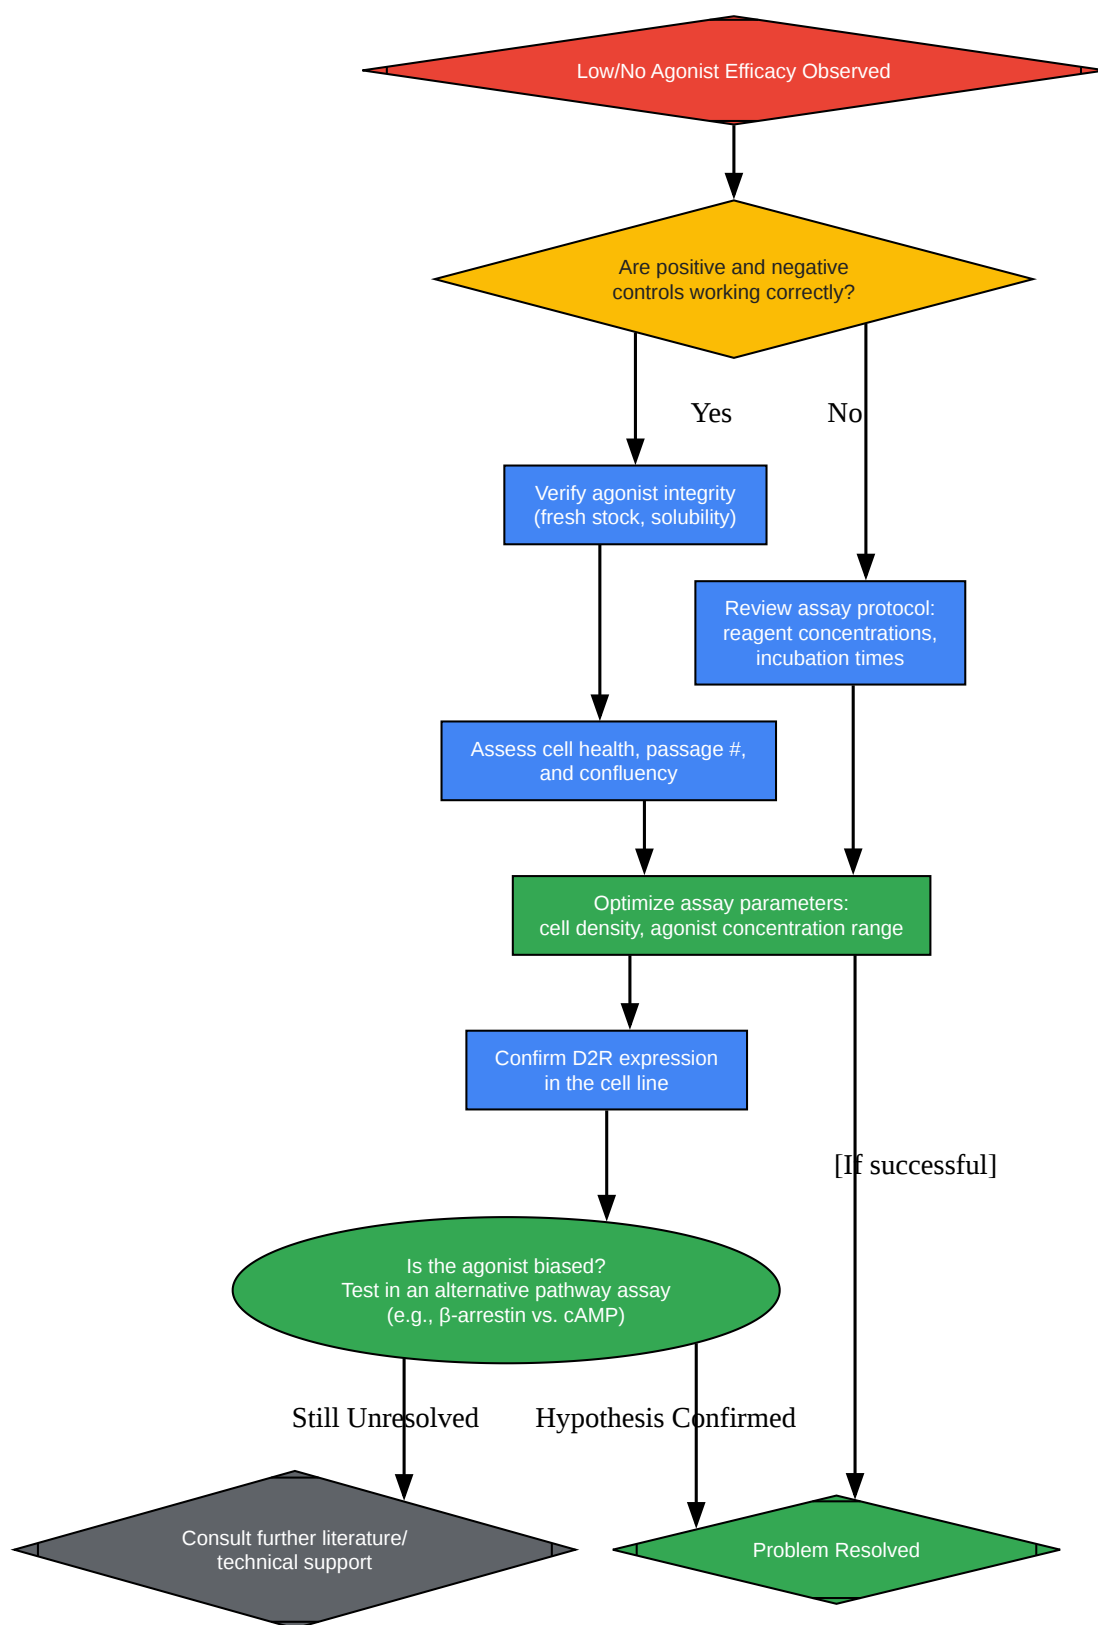 Low/No Agonist Efficacy Observed
Are positive and negative
controls working correctly?
Yes
No
Verify agonist integrity
(fresh stock, solubility)
Review assay protocol:
reagent concentrations,
incubation times
Assess cell health, passage #,
and confluency
Optimize assay parameters:
cell density, agonist concentration range
Confirm D2R expression
in the cell line
[If successful]
Is the agonist biased?
Test in an alternative pathway assay
(e.g., β-arrestin vs. cAMP)
Still Unresolved
Hypothesis Confirmed
Consult further literature/
technical support
Problem Resolved